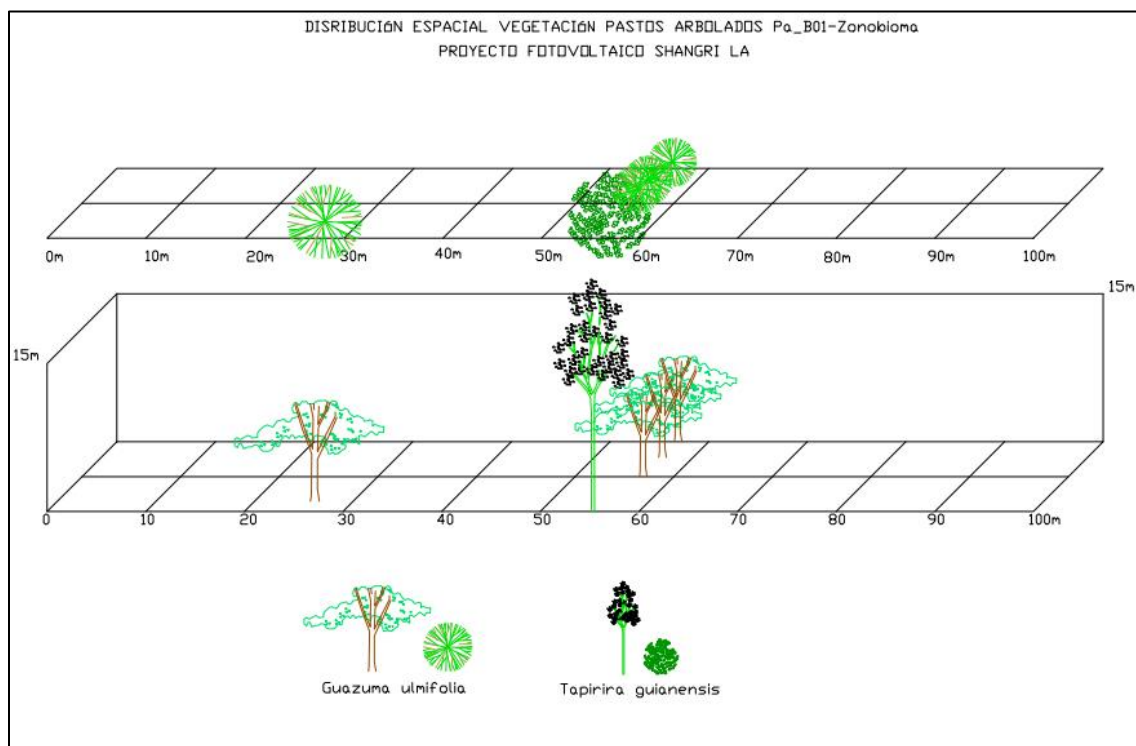 DISRIBUCIóN ESPACIAL VEGETACIóN PASTOS ARBOLADOS Pa_B01-Zonobioma
PROYECTO FOTOVOLTAICO SHANGRI LA
0m 10m 20m 30m 40m 50m 60m 70m 80m 90m 100m
15m
15m
0 10 20 30 40 50 60 70 80 90 100m
Guazuma ulmifolia
Tapirira guianensis